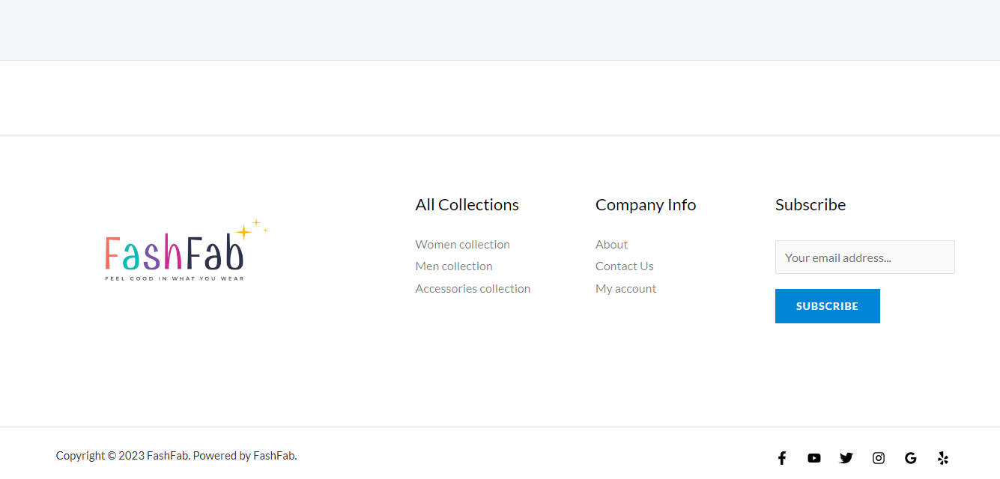 FashFab
FEEL GOOD IN WHAT YOU WEAR
All Collections
Women collection
Men collection
Accessories collection
Company Info
About
Contact Us
My account
Subscribe
Your email address...
SUBSCRIBE
Copyright © 2023 FashFab. Powered by FashFab.